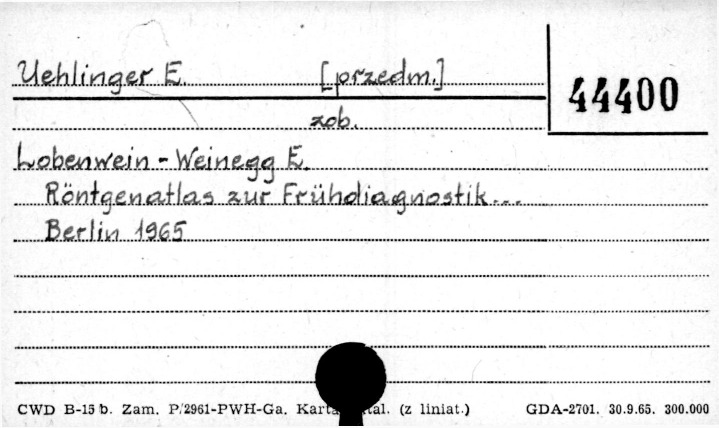 Uehlinger E. [przedm.]
44400
zob.
Lobenwein-Weinegg E.
Röntgenatlas zur Frühdiagnostik...
Berlin 1965
CWD B-15 b. Zam. P/2961-PWH-Ga. Karta tal. (z liniat.) GDA-2701. 30.9.65. 300.000